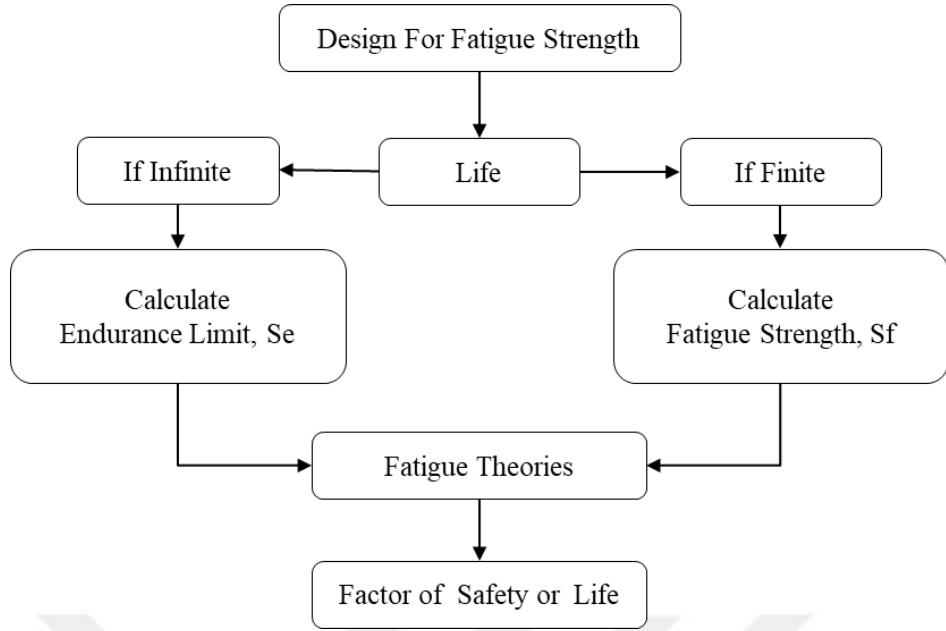 Design For Fatigue Strength
If Infinite
Life
If Finite
Calculate
Endurance Limit, Se
Calculate
Fatigue Strength, Sf
Fatigue Theories
Factor of Safety or Life